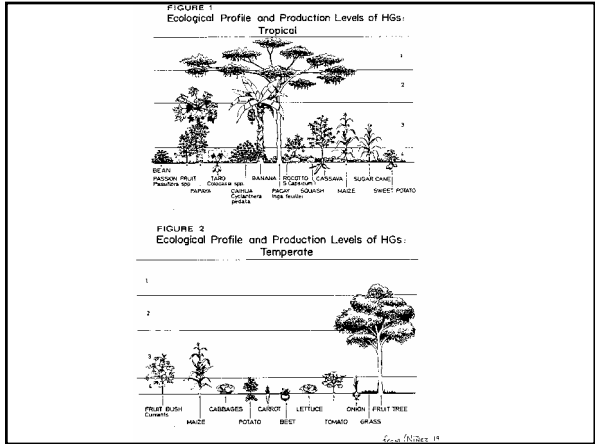 FIGURE 1
Ecological Profile and Production Levels of HGs:
Tropical
1
2
3
BEAN
PASSION FRUIT TARO BANANA ROCOTO CASSAVA SUGAR CANE
Passiflora spp Colocasia spp. (Capsicum)
PAPAYA CAIHUA PACAY SQUASH MAIZE SWEET POTATO
Cyclanthera Inga feuillei
pedata
FIGURE 2
Ecological Profile and Production Levels of HGs:
Temperate
1
2
3
FRUIT BUSH CABBAGES CARROT LETTUCE ONION FRUIT TREE
Currants
MAIZE POTATO BEET TOMATO GRASS